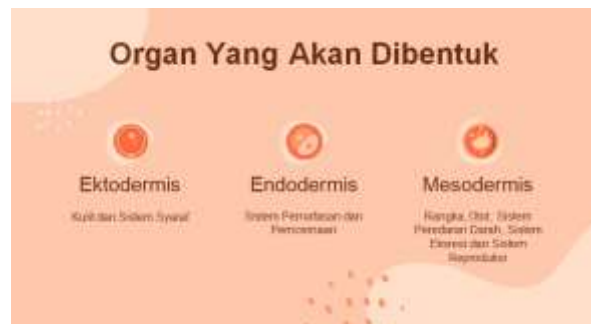 Organ Yang Akan Dibentuk
Ektodermis
Kulit dan Sistem Syaraf
Endodermis
Sistem Pernafasan dan
Pencernaan
Mesodermis
Rangka, Otot, Sistem
Peredaran Darah, Sistem
Ekskresi dan Sistem
Reproduksi